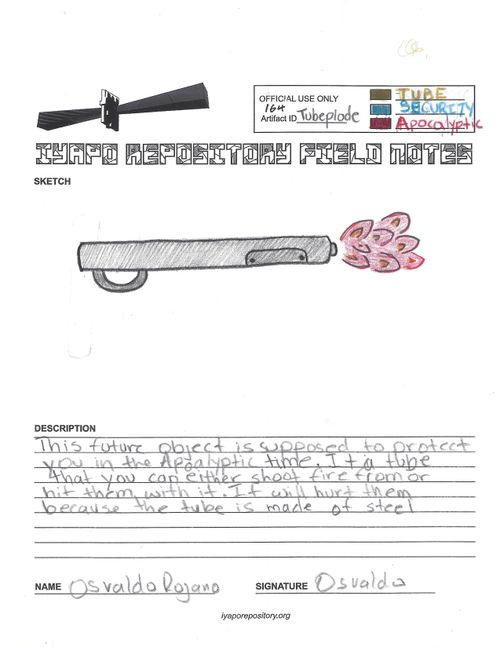 OFFICIAL USE ONLY
164
Artifact ID Tubeplode
TUBE
SECURITY
Apocalyptic
IYAPO REPOSITORY FIELD NOTES
SKETCH
DESCRIPTION
This future object is supposed to protect
you in the Apocalyptic time. It a tube
that you can either shoot fire from or
hit them with it. It will hurt them
because the tube is made of steel
NAME Osvaldo Rojano
SIGNATURE Osvaldo
iyaporepository.org